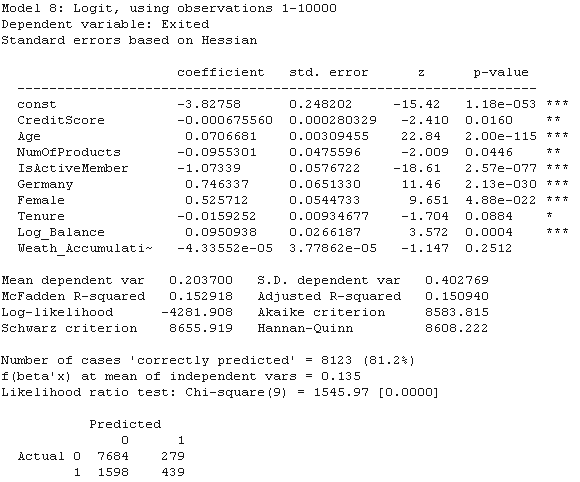 Model 8: Logit, using observations 1-10000
Dependent variable: Exited
Standard errors based on Hessian
coefficient std. error z p-value
const -3.82758 0.248202 -15.42 1.18e-053 ***
CreditScore -0.000675560 0.000280329 -2.410 0.0160 **
Age 0.0706681 0.00309455 22.84 2.00e-115 ***
NumOfProducts -0.0955301 0.0475596 -2.009 0.0446 **
IsActiveMember -1.07339 0.0576722 -18.61 2.57e-077 ***
Germany 0.746337 0.0651330 11.46 2.13e-030 ***
Female 0.525712 0.0544733 9.651 4.88e-022 ***
Tenure -0.0159252 0.00934677 -1.704 0.0884 *
Log_Balance 0.0950938 0.0266187 3.572 0.0004 ***
Weath_Accumulati~ -4.33552e-05 3.77862e-05 -1.147 0.2512
Mean dependent var 0.203700 S.D. dependent var 0.402769
McFadden R-squared 0.152918 Adjusted R-squared 0.150940
Log-likelihood -4281.908 Akaike criterion 8583.815
Schwarz criterion 8655.919 Hannan-Quinn 8608.222
Number of cases 'correctly predicted' = 8123 (81.2%)
f(beta'x) at mean of independent vars = 0.135
Likelihood ratio test: Chi-square(9) = 1545.97 [0.0000]
Predicted
0 1
Actual 0 7684 279
1 1598 439